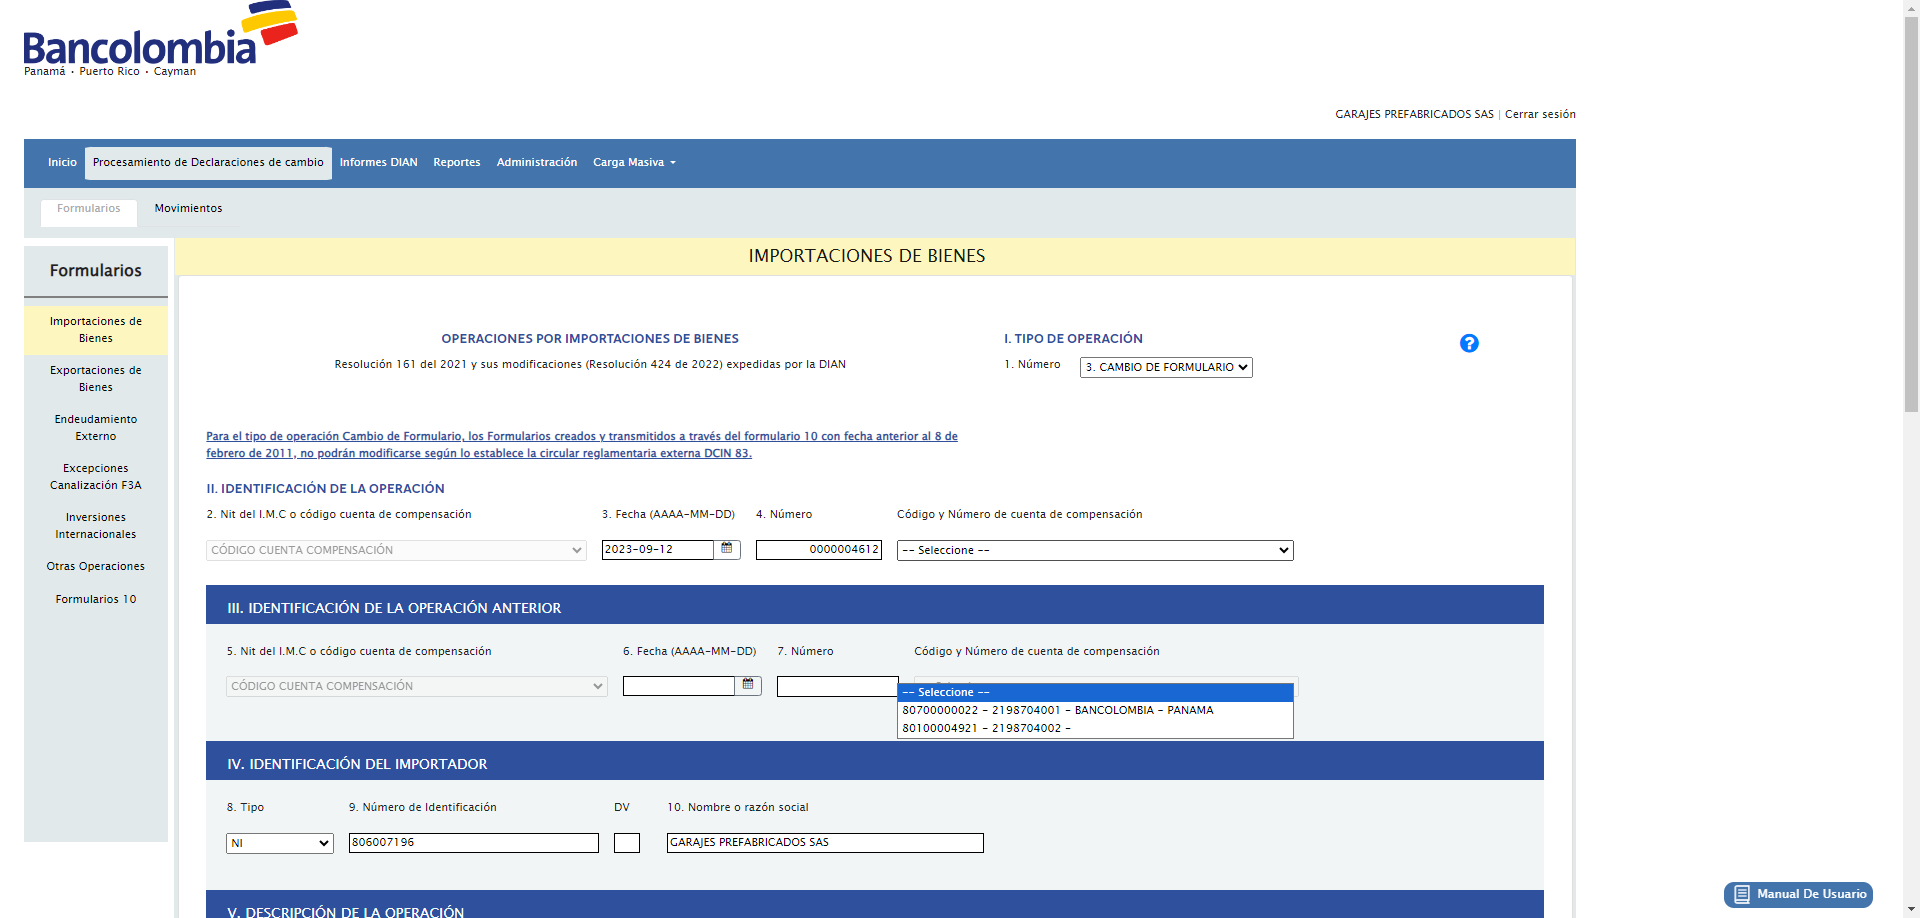 Bancolombia
Panamá • Puerto Rico • Cayman
GARAJES PREFABRICADOS SAS | Cerrar sesión
Inicio Procesamiento de Declaraciones de cambio Informes DIAN Reportes Administración Carga Masiva
Formularios Movimientos
Formularios
Importaciones de
Bienes
Exportaciones de
Bienes
Endeudamiento
Externo
Excepciones
Canalización F3A
Inversiones
Internacionales
Otras Operaciones
Formularios 10
IMPORTACIONES DE BIENES
OPERACIONES POR IMPORTACIONES DE BIENES
Resolución 161 del 2021 y sus modificaciones (Resolución 424 de 2022) expedidas por la DIAN
I. TIPO DE OPERACIÓN
1. Número 3. CAMBIO DE FORMULARIO
?
Para el tipo de operación Cambio de Formulario, los Formularios creados y transmitidos a través del formulario 10 con fecha anterior al 8 de
febrero de 2011, no podrán modificarse según lo establece la circular reglamentaria externa DCIN 83.
II. IDENTIFICACIÓN DE LA OPERACIÓN
2. Nit del I.M.C o código cuenta de compensación 3. Fecha (AAAA-MM-DD) 4. Número Código y Número de cuenta de compensación
CÓDIGO CUENTA COMPENSACIÓN 2023-09-12 0000004612 -- Seleccione --
III. IDENTIFICACIÓN DE LA OPERACIÓN ANTERIOR
5. Nit del I.M.C o código cuenta de compensación 6. Fecha (AAAA-MM-DD) 7. Número Código y Número de cuenta de compensación
CÓDIGO CUENTA COMPENSACIÓN
-- Seleccione --
80700000022 - 2198704001 - BANCOLOMBIA - PANAMA
80100004921 - 2198704002 -
IV. IDENTIFICACIÓN DEL IMPORTADOR
8. Tipo 9. Número de Identificación DV 10. Nombre o razón social
NI 806007196 GARAJES PREFABRICADOS SAS
V. DESCRIPCIÓN DE LA OPERACIÓN
Manual De Usuario